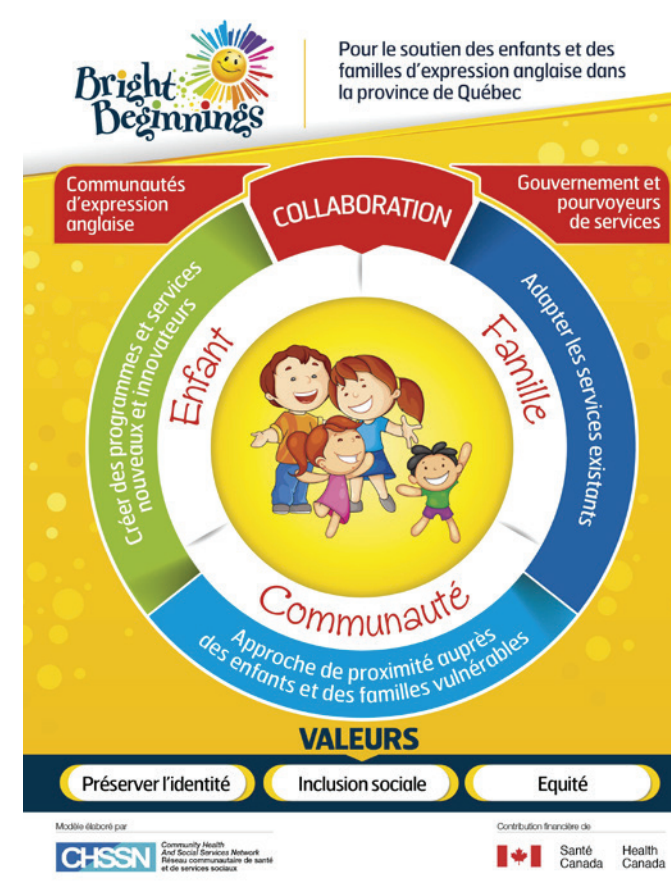 Bright
Beginnings
Pour le soutien des enfants et des
familles d'expression anglaise dans
la province de Québec
Communautés
d'expression
anglaise
COLLABORATION
Gouvernement et
pourvoyeurs
de services
Créer des programmes et services
nouveaux et innovateurs
Enfant
Famille
Adapter les services existants
Communauté
Approche de proximité auprès
des enfants et des familles vulnérables
VALEURS
Préserver l'identité
Inclusion sociale
Equité
Modèle élaboré par
CHSSN
Community Health
And Social Services Network
Réseau communautaire de santé
et de services sociaux
Contribution financière de
Santé
Canada
Health
Canada